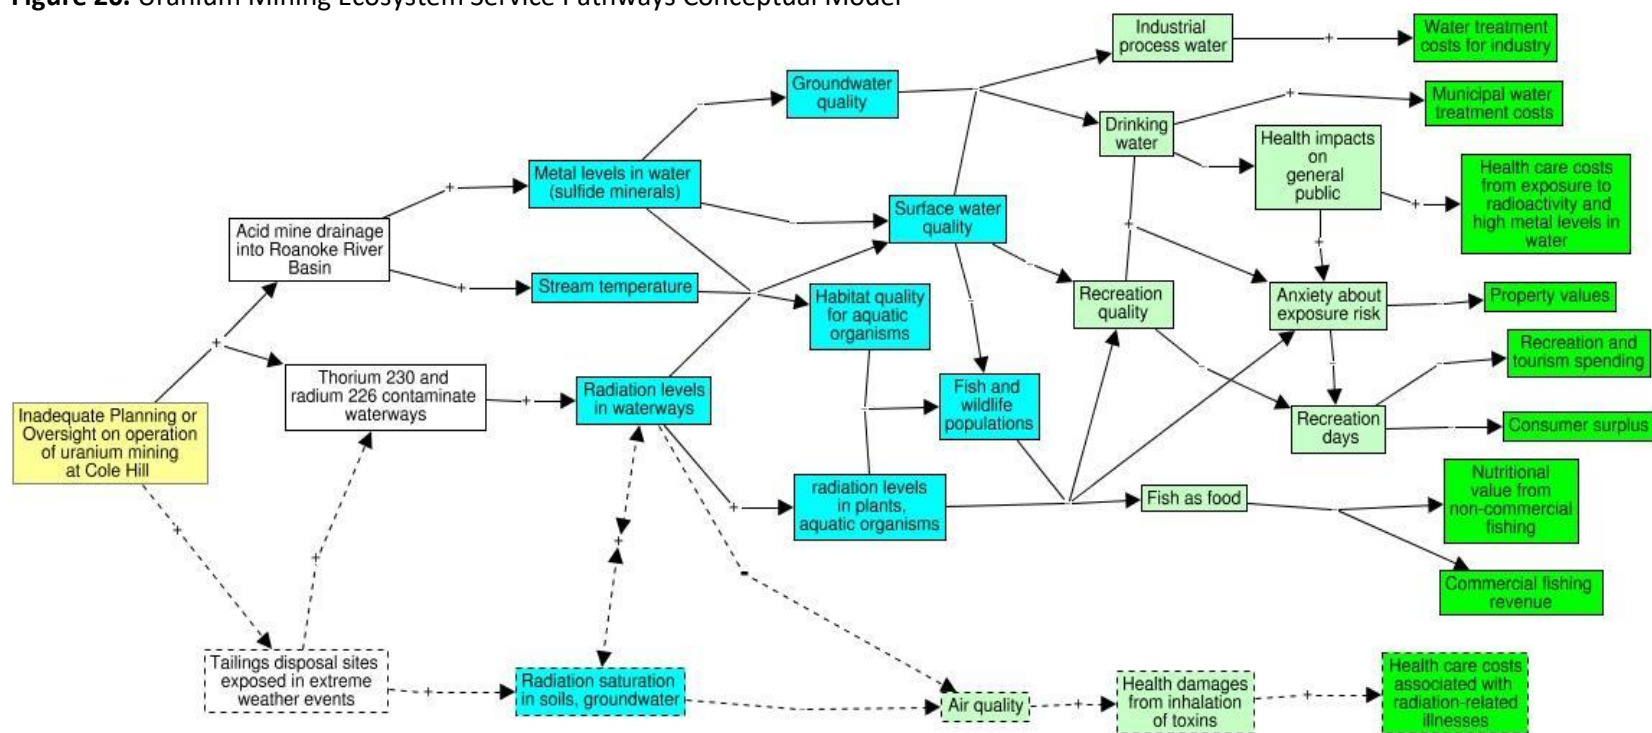 Figure 20. Uranium Mining Ecosystem Service Pathways Conceptual Model
Industrial
process water
+
Water treatment
costs for industry
Groundwater
quality
-
Municipal water
treatment costs
+
Drinking
water
Health impacts
on
general
public
-
Health care costs
from exposure to
radioactivity and
high metal levels in
water
+
Metal levels in water
(sulfide minerals)
+
-
Surface water
quality
-
Acid mine drainage
into Roanoke River
Basin
+
Stream temperature
-
Habitat quality
for aquatic
organisms
-
-
Recreation
quality
+
+
Anxiety about
exposure risk
-
Property values
Recreation and
tourism spending
-
+
Thorium 230 and
radium 226 contaminate
waterways
+
Radiation levels
in waterways
Fish and
wildlife
populations
-
-
-
Recreation
days
-
Consumer surplus
Inadequate Planning or
Oversight on operation
of uranium mining
at Cole Hill
+
radiation levels
in plants,
aquatic organisms
-
Fish as food
-
Nutritional
value from
non-commercial
fishing
Commercial fishing
revenue
+
+
+
-
Tailings disposal sites
exposed in extreme
weather events
+
Radiation saturation
in soils, groundwater
-
Air quality
+
Health damages
from inhalation
of toxins
+
Health care costs
associated with
radiation-related
illnesses